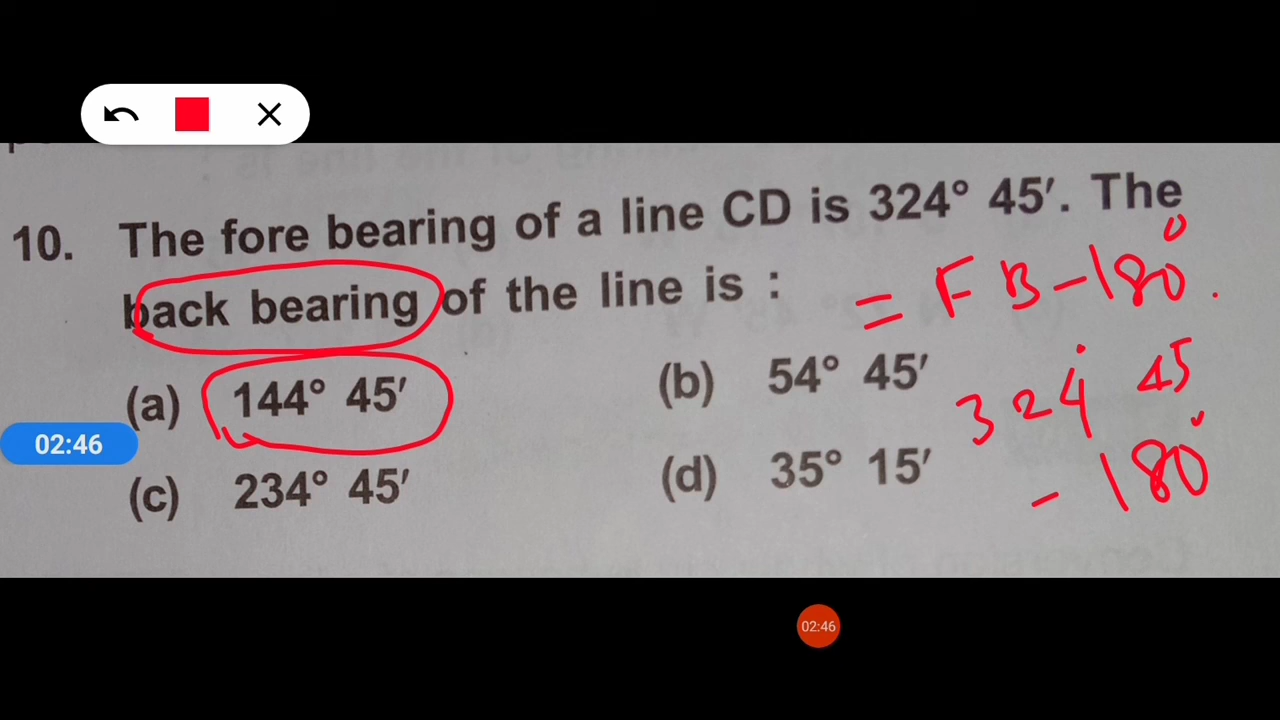 10. The fore bearing of a line CD is 324° 45′. The
back bearing of the line is :
= FB-180°
(a) 144° 45′
(b) 54° 45′
324° 45
- 180°
(c) 234° 45′
(d) 35° 15′
02:46
02:46